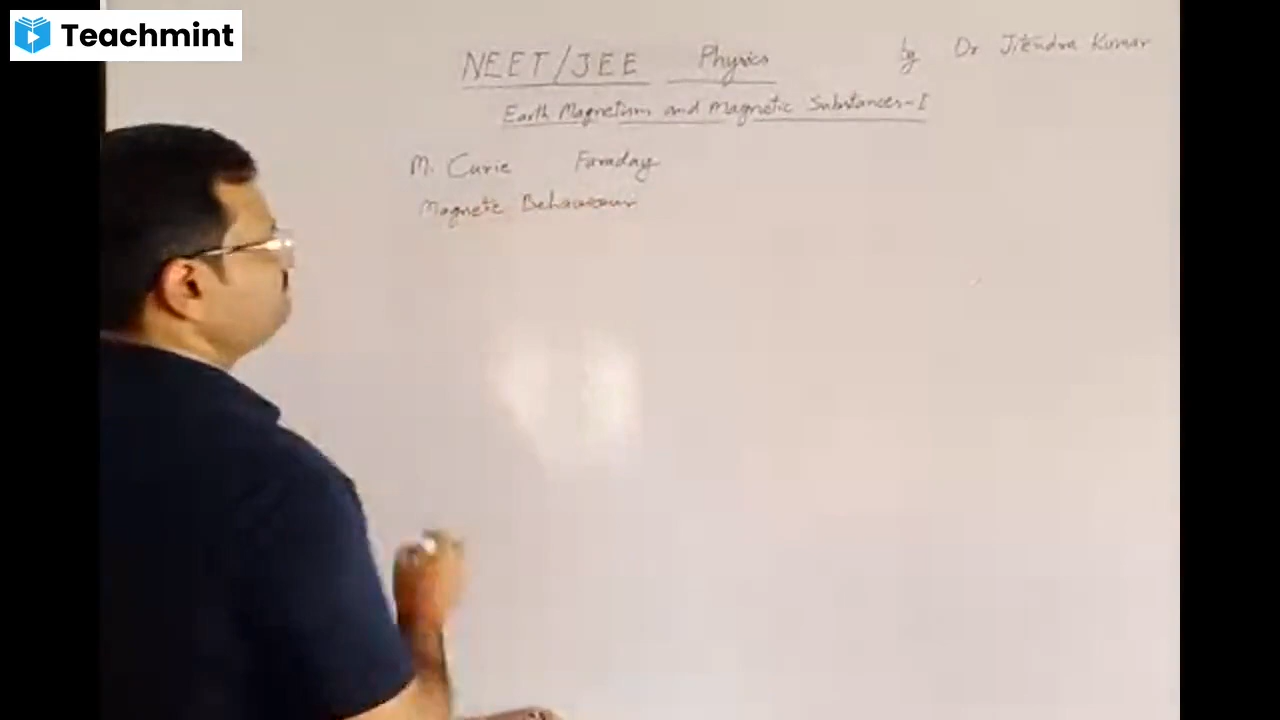 Teachmint
NEET/JEE Physics by Dr Jitendra Kumar
Earth Magnetism and Magnetic Substances-I
M. Curie Faraday
Magnetic Behaviour